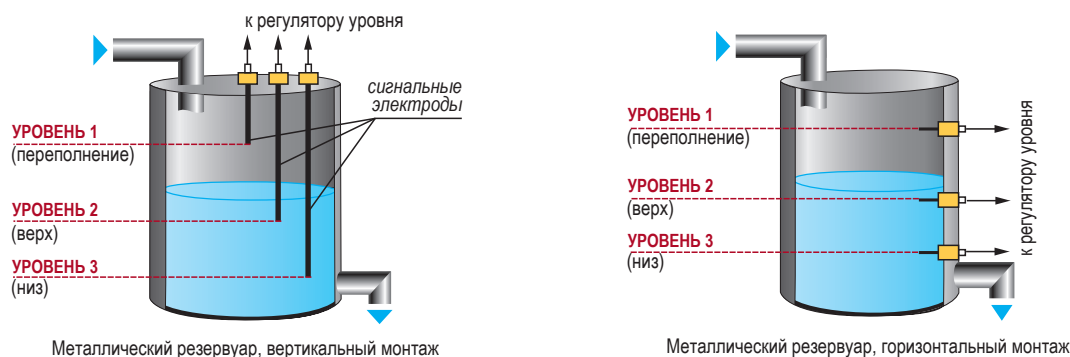 к регулятору уровня
сигнальные
электроды
УРОВЕНЬ 1
(переполнение)
УРОВЕНЬ 2
(верх)
УРОВЕНЬ 3
(низ)
Металлический резервуар, вертикальный монтаж
УРОВЕНЬ 1
(переполнение)
УРОВЕНЬ 2
(верх)
УРОВЕНЬ 3
(низ)
к регулятору уровня
Металлический резервуар, горизонтальный монтаж